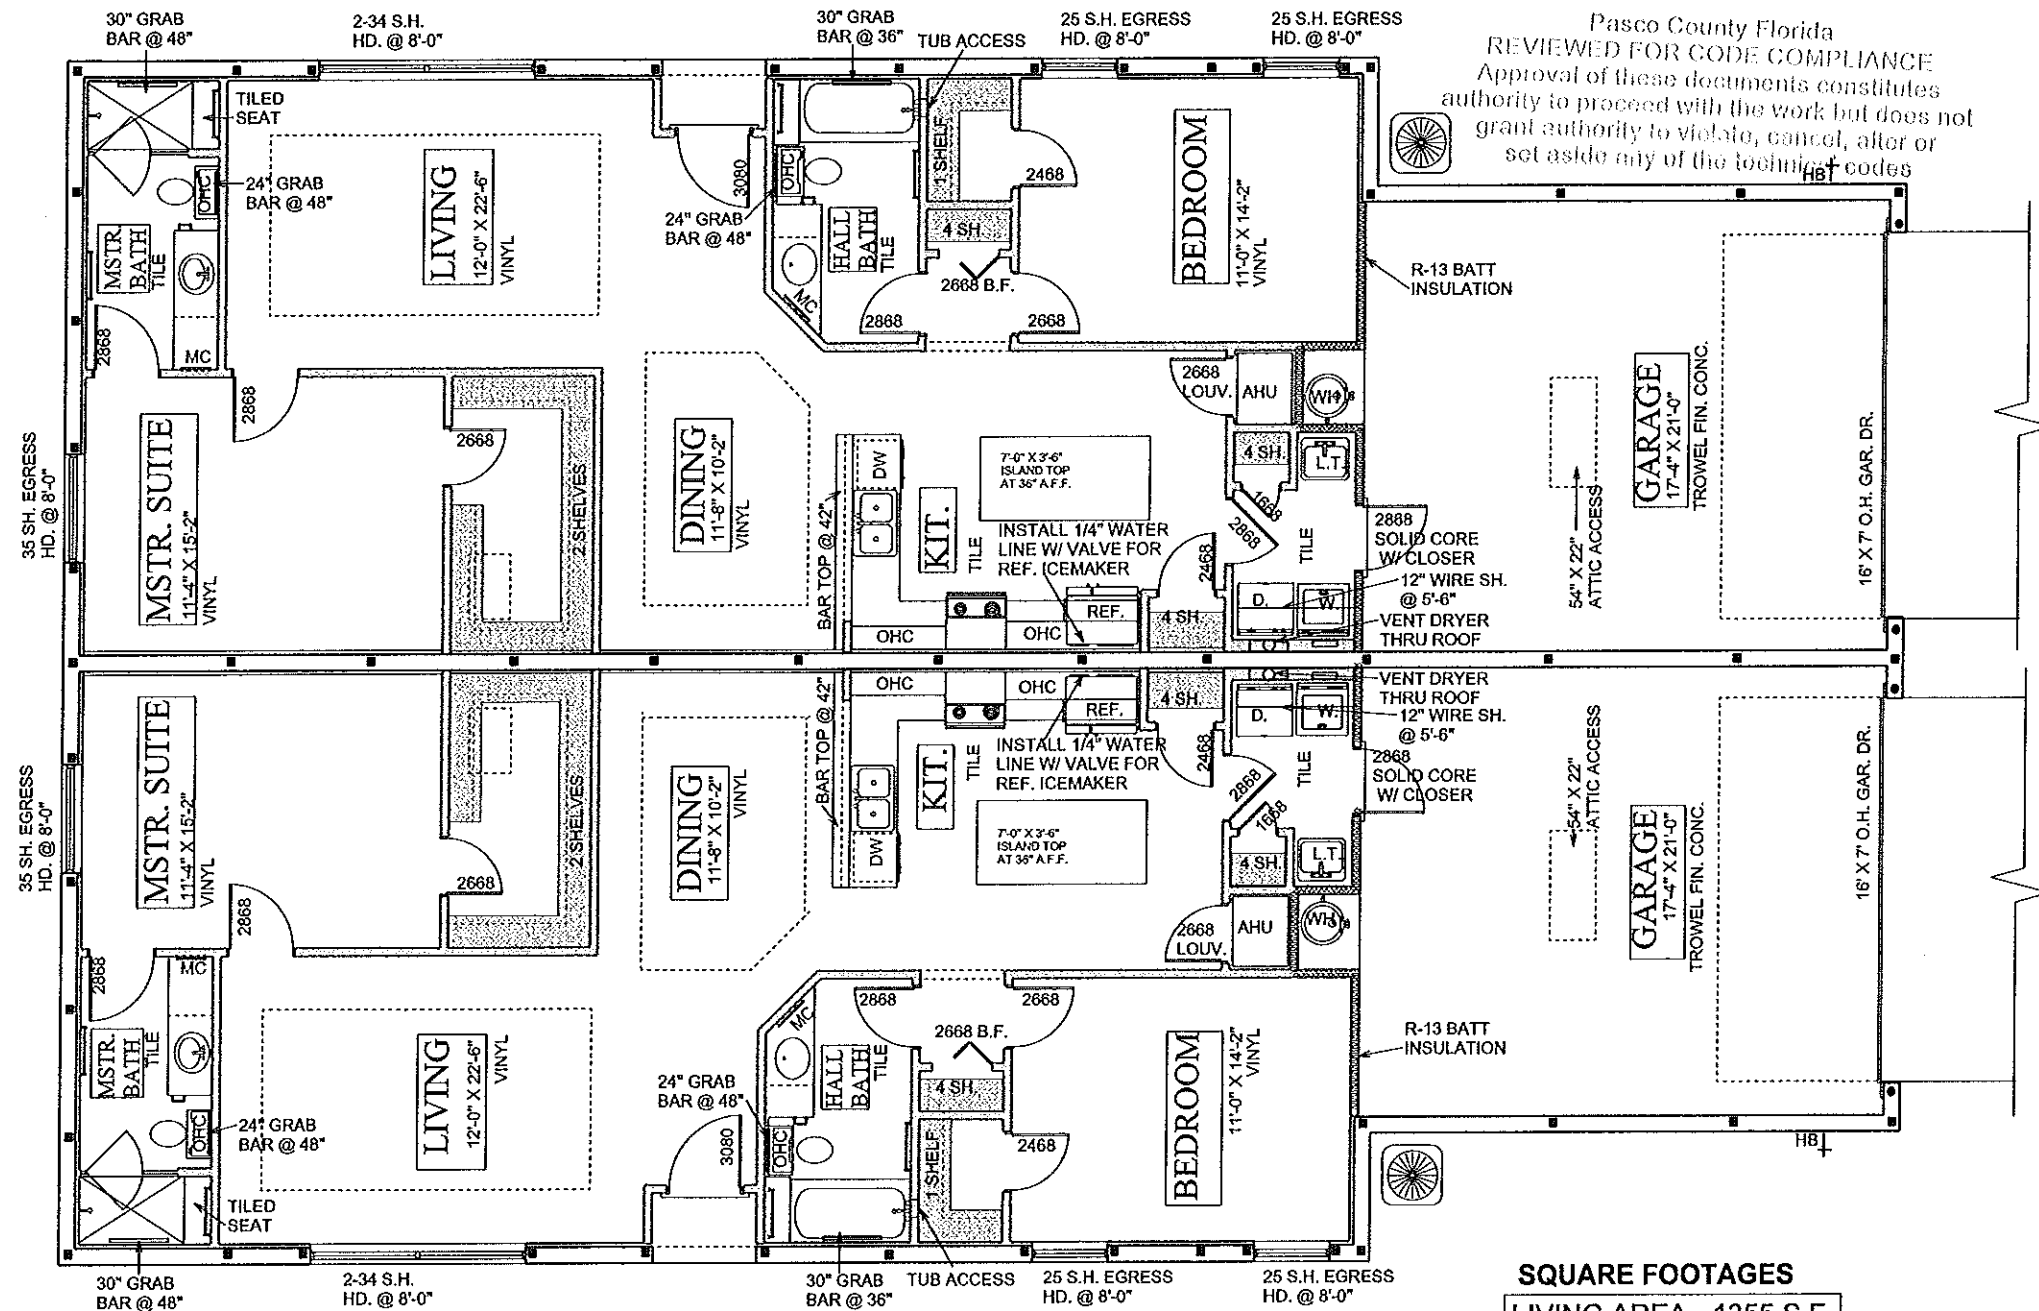 30" GRAB
BAR @ 48"
2-34 S.H.
HD. @ 8'-0"
30" GRAB
BAR @ 36"
TUB ACCESS
25 S.H. EGRESS
HD. @ 8'-0"
25 S.H. EGRESS
HD. @ 8'-0"
Pasco County Florida
REVIEWED FOR CODE COMPLIANCE
Approval of these documents constitutes
authority to proceed with the work but does not
grant authority to violate, cancel, alter or
set aside any of the technical codes
HB
TILED
SEAT
24" GRAB
BAR @ 48"
OHC
MSTR.
BATH
TILE
MC
2868
LIVING
12'-0" X 22'-6"
VINYL
3080
24" GRAB
BAR @ 48"
OHC
HALL
BATH
TILE
MC
1 SHELF
4 SH.
2668 B.F.
2868
2668
2468
BEDROOM
11'-0" X 14'-2"
VINYL
R-13 BATT
INSULATION
35 SH. EGRESS
HD. @ 8'-0"
MSTR. SUITE
11'-4" X 15'-2"
VINYL
2868
2668
2 SHELVES
DINING
11'-8" X 10'-2"
VINYL
BAR TOP @ 42"
DW
KIT.
TILE
7'-0" X 3'-6"
ISLAND TOP
AT 36" A.F.F.
INSTALL 1/4" WATER
LINE W/ VALVE FOR
REF. ICEMAKER
OHC
OHC
REF.
2668
LOUV.
AHU
WH
4 SH.
L.T.
1668
2868
2468
4 SH.
TILE
D.
W.
2868
SOLID CORE
W/ CLOSER
12" WIRE SH.
@ 5'-6"
VENT DRYER
THRU ROOF
54" X 22"
ATTIC ACCESS
GARAGE
17'-4" X 21'-0"
TROWEL FIN. CONC.
16' X 7' O.H. GAR. DR.
35 SH. EGRESS
HD. @ 8'-0"
MSTR. SUITE
11'-4" X 15'-2"
VINYL
2868
2668
2 SHELVES
DINING
11'-8" X 10'-2"
VINYL
BAR TOP @ 42"
OHC
OHC
REF.
DW
KIT.
TILE
INSTALL 1/4" WATER
LINE W/ VALVE FOR
REF. ICEMAKER
7'-0" X 3'-6"
ISLAND TOP
AT 36" A.F.F.
4 SH.
2468
D.
W.
TILE
2868
1668
4 SH.
L.T.
2668
LOUV.
AHU
WH
VENT DRYER
THRU ROOF
12" WIRE SH.
@ 5'-6"
2868
SOLID CORE
W/ CLOSER
54" X 22"
ATTIC ACCESS
GARAGE
17'-4" X 21'-0"
TROWEL FIN. CONC.
16' X 7' O.H. GAR. DR.
2868
MC
MSTR.
BATH
TILE
OHC
24" GRAB
BAR @ 48"
TILED
SEAT
LIVING
12'-0" X 22'-6"
VINYL
24" GRAB
BAR @ 48"
3080
MC
HALL
BATH
TILE
OHC
2868
2668
2668 B.F.
4 SH.
1 SHELF
2468
BEDROOM
11'-0" X 14'-2"
VINYL
R-13 BATT
INSULATION
HB
30" GRAB
BAR @ 48"
2-34 S.H.
HD. @ 8'-0"
30" GRAB
BAR @ 36"
TUB ACCESS
25 S.H. EGRESS
HD. @ 8'-0"
25 S.H. EGRESS
HD. @ 8'-0"
SQUARE FOOTAGES
LIVING AREA - 1255 S.F.